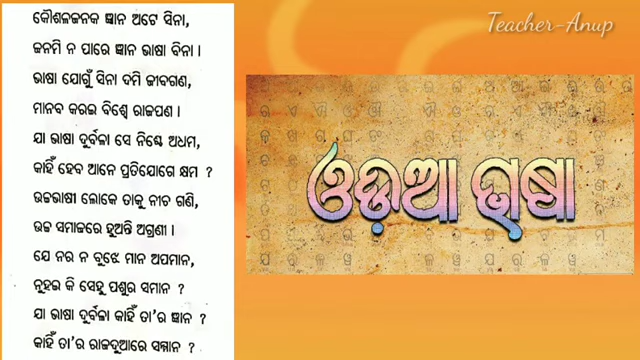 କୌଶଳଜନକ ଜ୍ଞାନ ଅଟେ ସିନା,
ଜନମି ନ ପାରେ ଜ୍ଞାନ ଭାଷା ବିନା ।
ଭାଷା ଯୋଗୁଁ ସିନା ଦମି ଜୀବଗଣ,
ମାନବ କରଇ ବିଶ୍ୱେ ରାଜପଣ ।
ଯା ଭାଷା ଦୁର୍ବଳା ସେ ନିଶ୍ଚେ ଅଧମ,
କାହିଁ ହେବ ଆନେ ପ୍ରତିଯୋଗେ କ୍ଷମ ?
ଉଚ୍ଚଭାଷୀ ଲୋକେ ତାକୁ ନୀଚ ଗଣି,
ଉଚ୍ଚ ସମାଜରେ ହୁଅନ୍ତି ଅଗ୍ରଣୀ ।
ଯେ ନର ନ ବୁଝେ ମାନ ଅପମାନ,
ନୁହଇ କି ସେହୁ ପଶୁର ସମାନ ?
ଯା ଭାଷା ଦୁର୍ବଳା କାହିଁ ତା'ର ଜ୍ଞାନ ?
କାହିଁ ତା'ର ରାଜଦୁଆରେ ସମ୍ମାନ ?
Teacher-Anup
ଓଡ଼ିଆ ଭାଷା